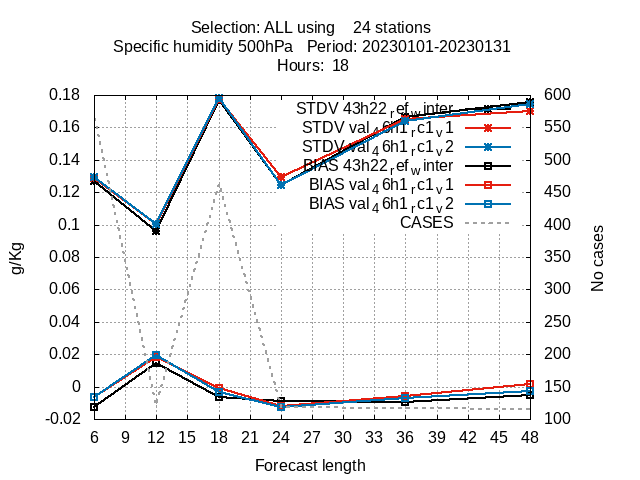 Selection: ALL using 24 stations
Specific humidity 500hPa Period: 20230101-20230131
Hours: 18
0.18
0.16
0.14
0.12
0.1
0.08
0.06
0.04
0.02
0
-0.02
g/Kg
STDV 43h22_ref_winter
STDV val_46h1_rc1_v1
STDV val_46h1_rc1_v2
BIAS 43h22_ref_winter
BIAS val_46h1_rc1_v1
BIAS val_46h1_rc1_v2
CASES
600
550
500
450
400
350
300
250
200
150
100
No cases
6 9 12 15 18 21 24 27 30 33 36 39 42 45 48
Forecast length